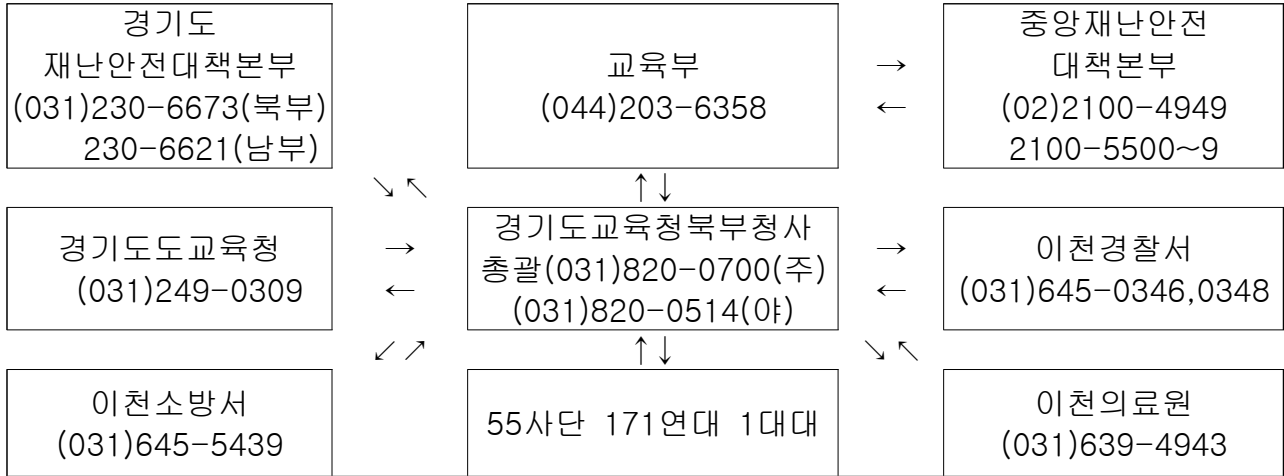 경기도
재난안전대책본부
(031)230-6673(북부)
230-6621(남부)
교육부
(044)203-6358
→
←
중앙재난안전
대책본부
(02)2100-4949
2100-5500~9
↘ ↖
↑↓
경기도도교육청
(031)249-0309
→
←
경기도교육청북부청사
총괄(031)820-0700(주)
(031)820-0514(야)
→
←
이천경찰서
(031)645-0346,0348
↙ ↗
↑↓
↘ ↖
이천소방서
(031)645-5439
55사단 171연대 1대대
이천의료원
(031)639-4943